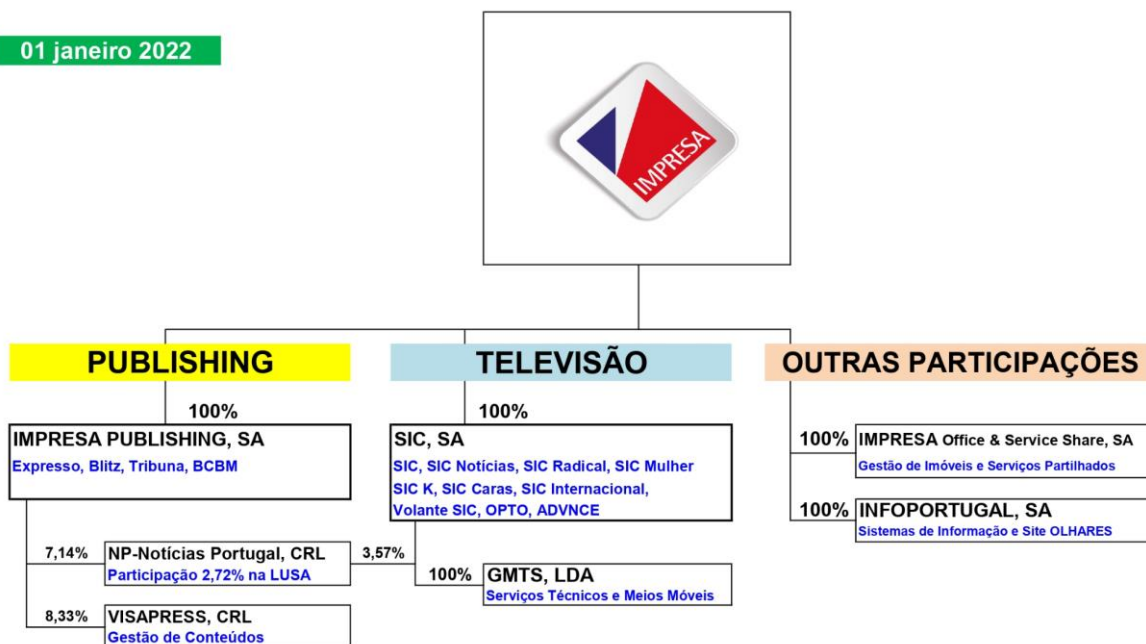 01 janeiro 2022
IMPRESA
PUBLISHING
TELEVISÃO
OUTRAS PARTICIPAÇÕES
100%
IMPRESA PUBLISHING, SA
Expresso, Blitz, Tribuna, BCBM
7,14%
NP-Notícias Portugal, CRL
Participação 2,72% na LUSA
8,33%
VISAPRESS, CRL
Gestão de Conteúdos
100%
SIC, SA
SIC, SIC Notícias, SIC Radical, SIC Mulher
SIC K, SIC Caras, SIC Internacional,
Volante SIC, OPTO, ADVNCE
3,57%
100%
GMTS, LDA
Serviços Técnicos e Meios Móveis
100%
IMPRESA Office & Service Share, SA
Gestão de Imóveis e Serviços Partilhados
100%
INFOPORTUGAL, SA
Sistemas de Informação e Site OLHARES